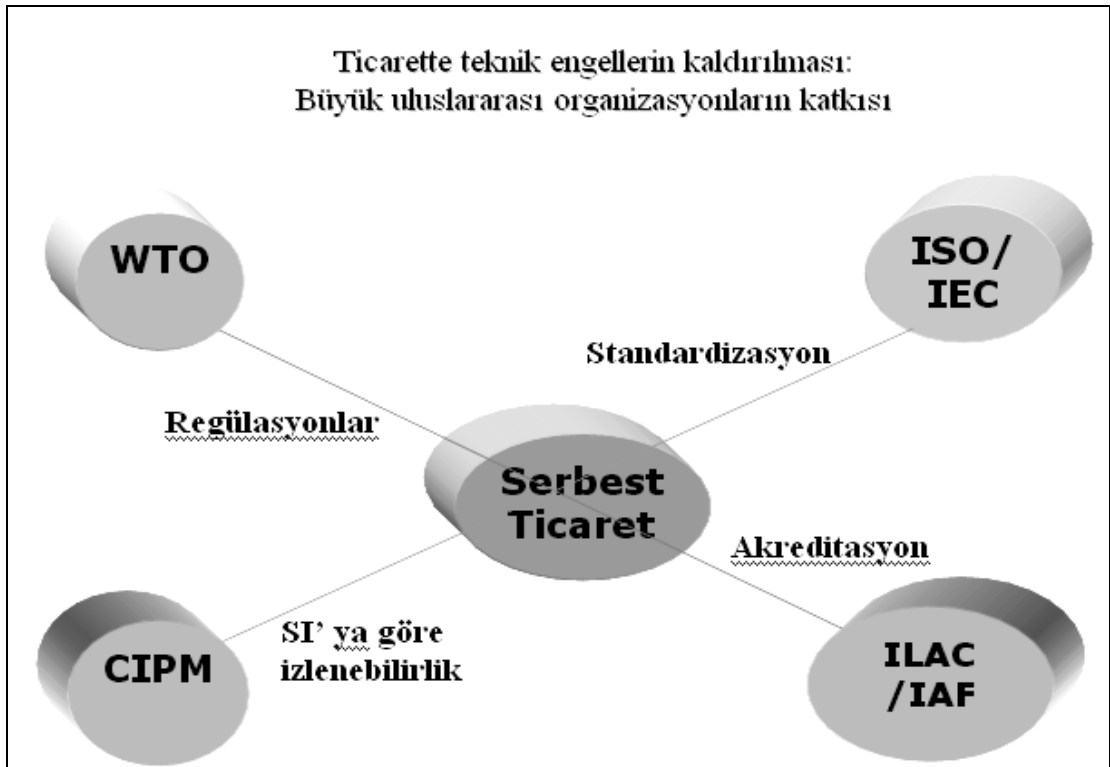 Ticarette teknik engellerin kaldırılması:
Büyük uluslararası organizasyonların katkısı
WTO
ISO/
IEC
Standardizasyon
Regülasyonlar
Serbest
Ticaret
Akreditasyon
SI’ ya göre
izlenebilirlik
CIPM
ILAC
/IAF